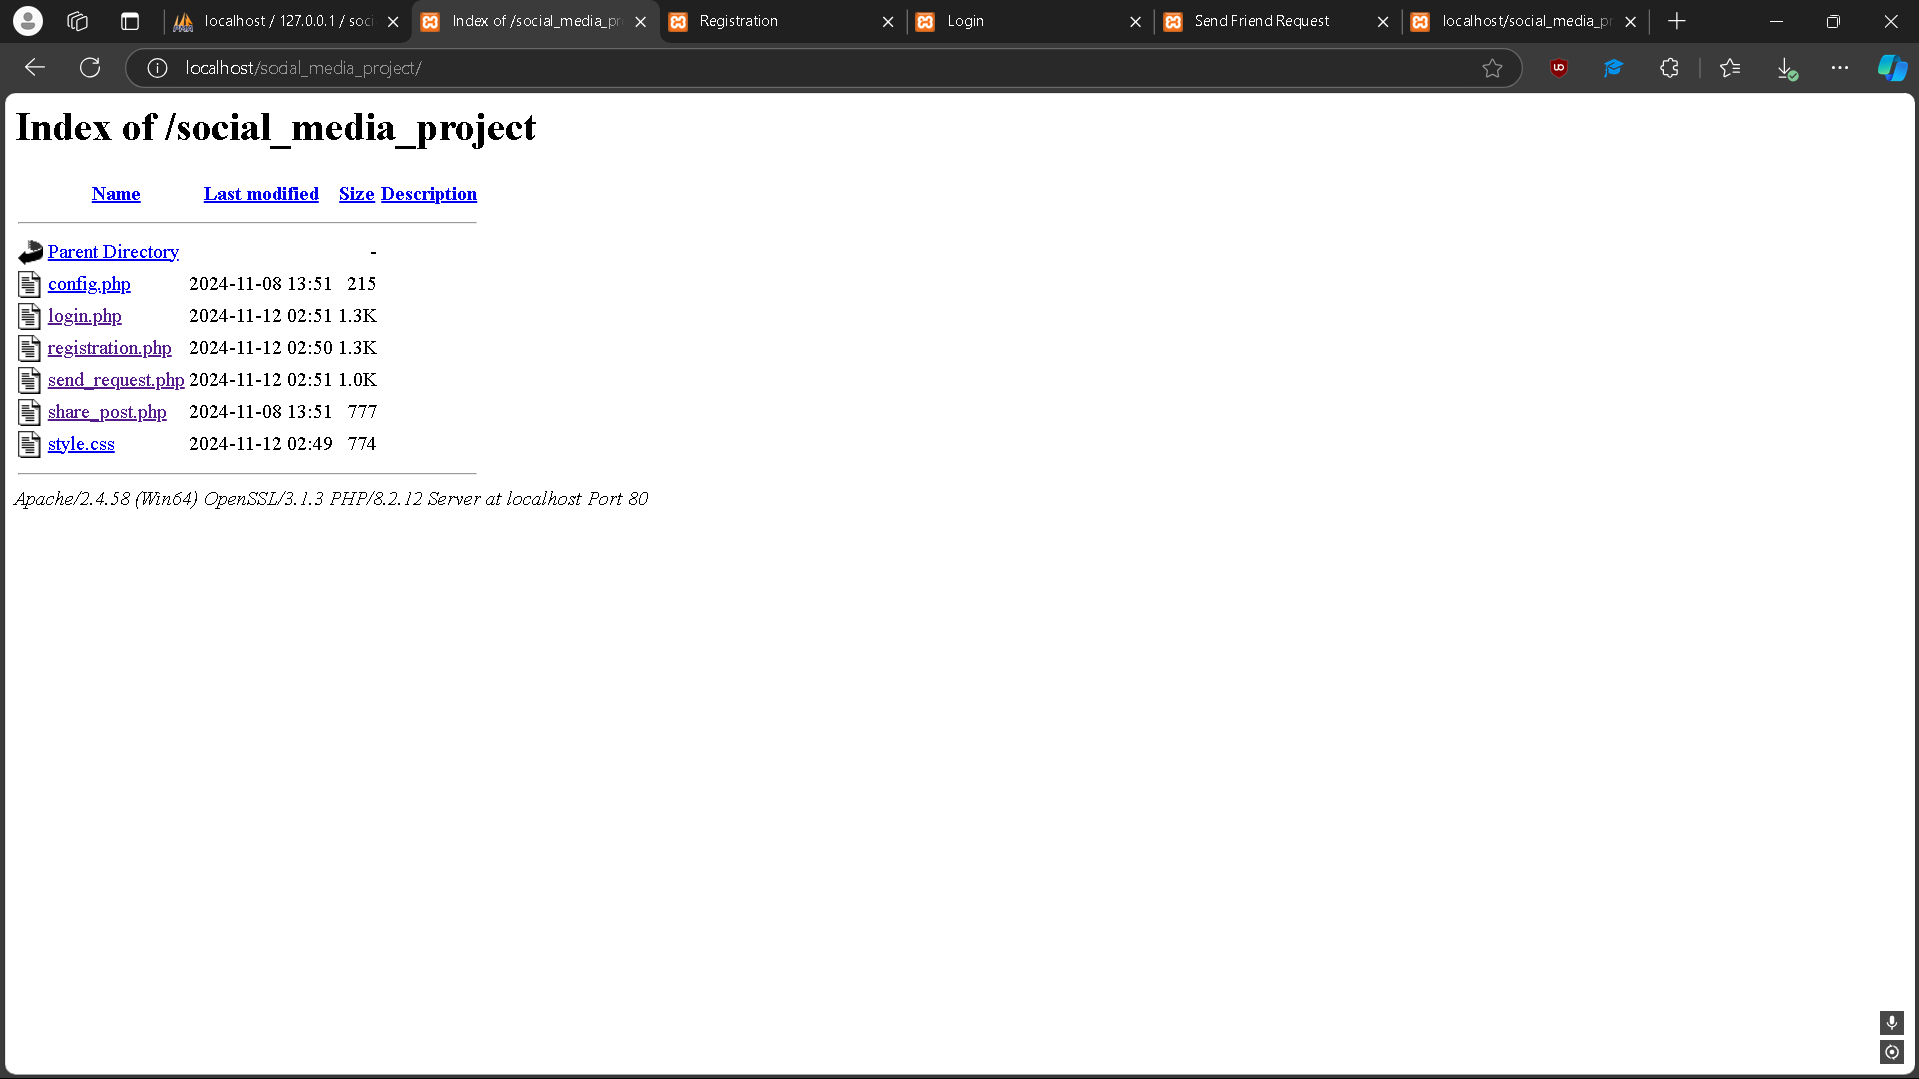 localhost / 127.0.0.1 / soci
Index of /social_media_pr
Registration
Login
Send Friend Request
localhost/social_media_p
localhost/social_media_project/
Index of /social_media_project
Name Last modified Size Description
Parent Directory -
config.php 2024-11-08 13:51 215
login.php 2024-11-12 02:51 1.3K
registration.php 2024-11-12 02:50 1.3K
send_request.php 2024-11-12 02:51 1.0K
share_post.php 2024-11-08 13:51 777
style.css 2024-11-12 02:49 774
Apache/2.4.58 (Win64) OpenSSL/3.1.3 PHP/8.2.12 Server at localhost Port 80